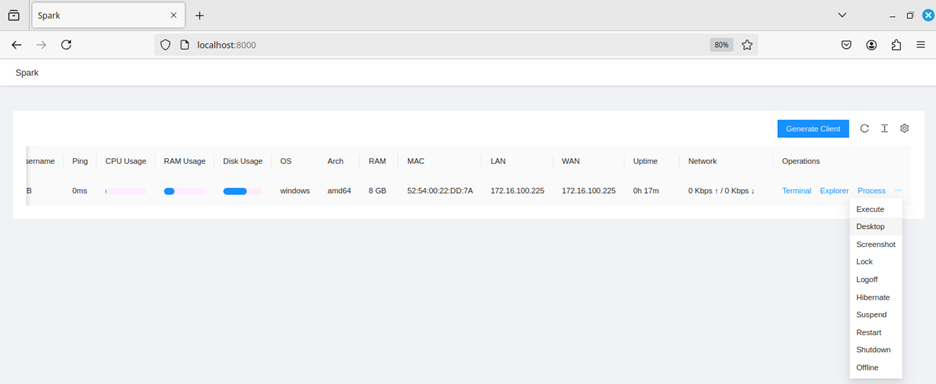 Spark
localhost:8000
80%
Spark
Generate Client
Ping CPU Usage RAM Usage Disk Usage OS Arch RAM MAC LAN WAN Uptime Network Operations
0ms windows amd64 8 GB 52:54:00:22:DD:7A 172.16.100.225 172.16.100.225 0h 17m 0 Kbps ↑ / 0 Kbps ↓ Terminal Explorer Process ···
Execute
Desktop
Screenshot
Lock
Logoff
Hibernate
Suspend
Restart
Shutdown
Offline